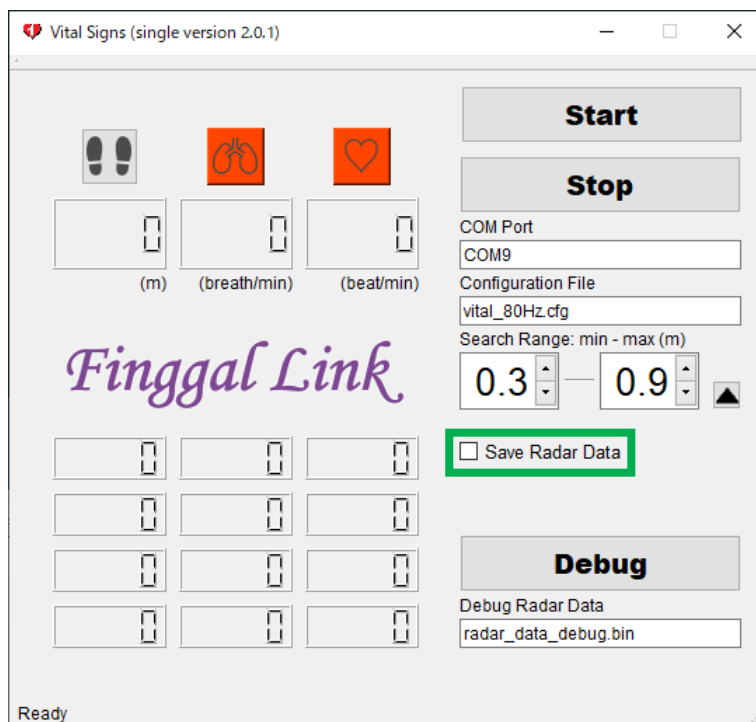 Vital Signs (single version 2.0.1)
Start
Stop
0 0 0
(m) (breath/min) (beat/min)
COM Port
COM9
Configuration File
vital_80Hz.cfg
Search Range: min - max (m)
0.3 0.9
Finggal Link
Save Radar Data
0 0 0
0 0 0
0 0 0
0 0 0
Debug
Debug Radar Data
radar_data_debug.bin
Ready